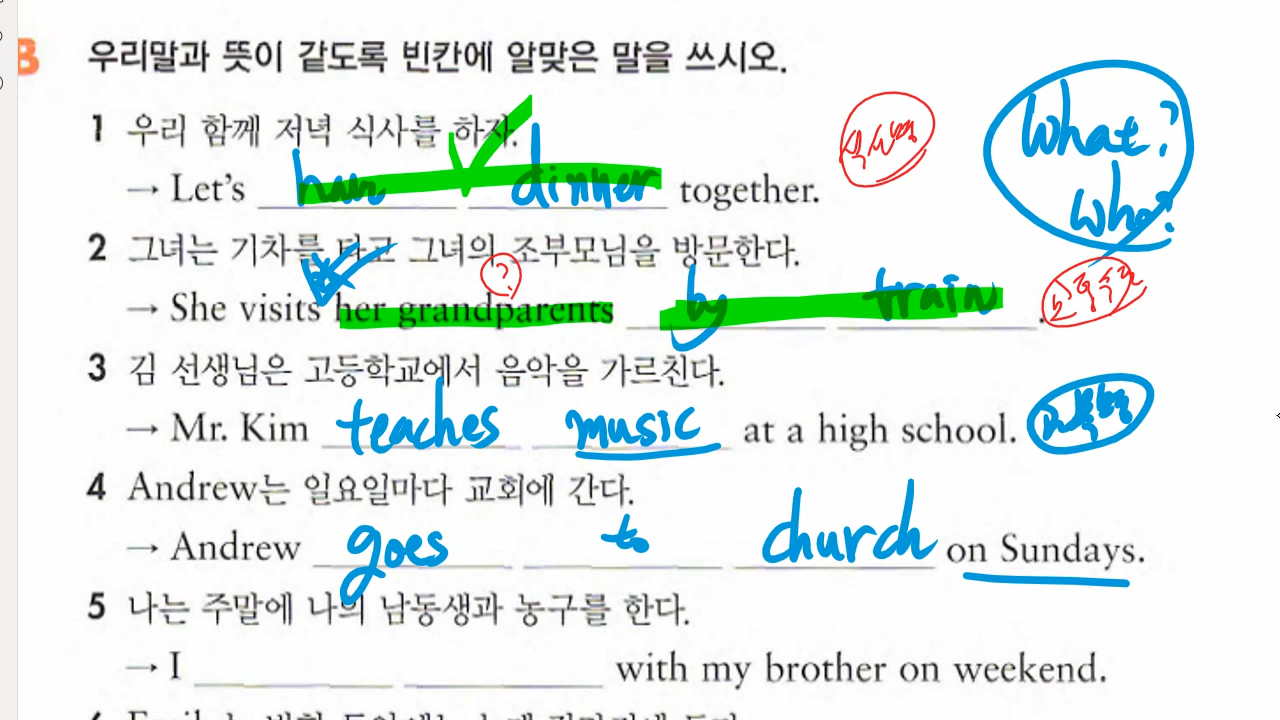 B 우리말과 뜻이 같도록 빈칸에 알맞은 말을 쓰시오.
1 우리 함께 저녁 식사를 하자.
식사명
→ Let's have dinner together.
What?
who?
2 그녀는 기차를 타고 그녀의 조부모님을 방문한다.
?
→ She visits her grandparents by train.
교통수단
3 김 선생님은 고등학교에서 음악을 가르친다.
→ Mr. Kim teaches music at a high school.
4 Andrew는 일요일마다 교회에 간다.
→ Andrew goes to church on Sundays.
5 나는 주말에 나의 남동생과 농구를 한다.
→ I with my brother on weekend.